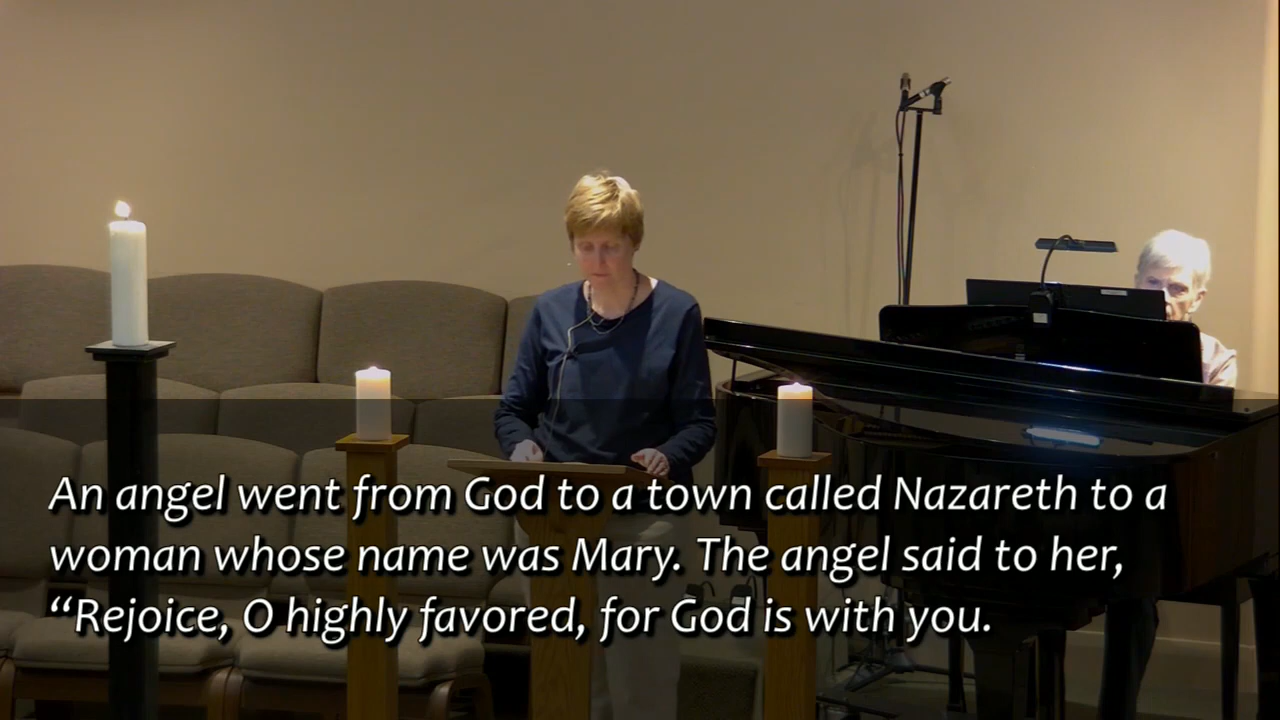 An angel went from God to a town called Nazareth to a
woman whose name was Mary. The angel said to her,
“Rejoice, O highly favored, for God is with you.